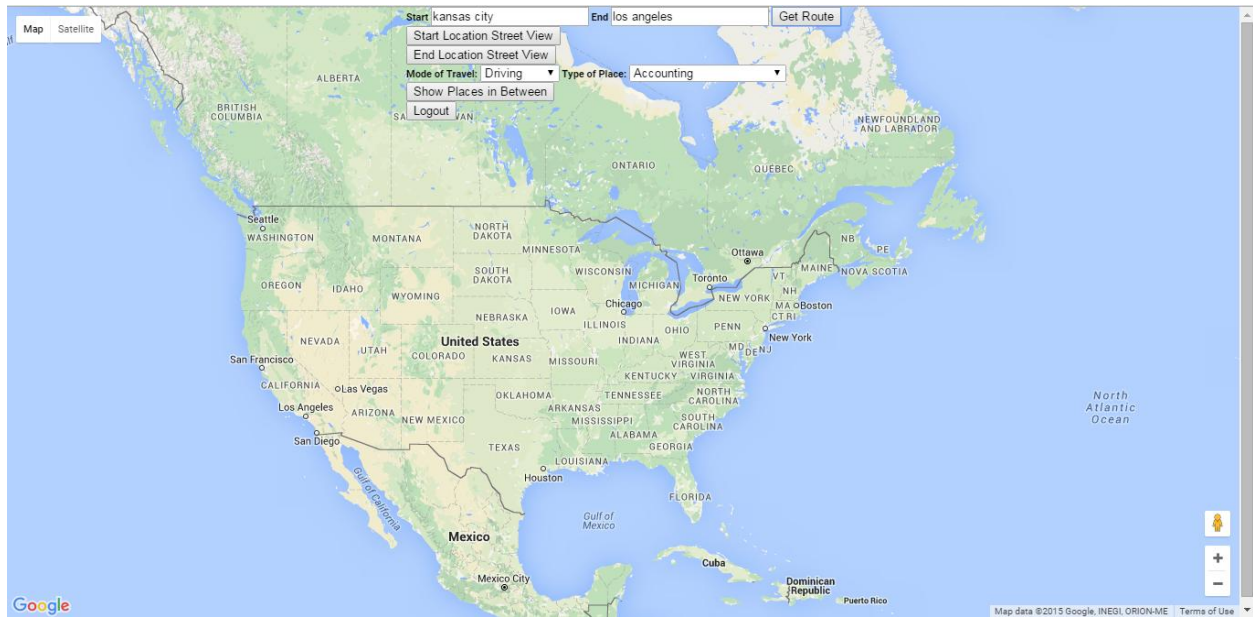 Start kansas city End los angeles Get Route
Map Satellite
Start Location Street View
End Location Street View
Mode of Travel: Driving Type of Place: Accounting
Show Places in Between
Logout
ALBERTA
BRITISH
COLUMBIA
NEWFOUNDLAND
AND LABRADOR
ONTARIO
QUÉBEC
Seattle
WASHINGTON
MONTANA
NORTH
DAKOTA
MINNESOTA
Ottawa
NB
PE
SOUTH
DAKOTA
WISCONSIN
MICHIGAN
Toronto
VT
MAINE
NOVA SCOTIA
OREGON
IDAHO
WYOMING
NH
NEW YORK
MA
Boston
Chicago
CT RI
NEBRASKA
IOWA
ILLINOIS
INDIANA
OHIO
PENN
New York
NEVADA
UTAH
United States
COLORADO
KANSAS
MISSOURI
WEST
VIRGINIA
MD
DE
NJ
San Francisco
KENTUCKY
VIRGINIA
CALIFORNIA
Las Vegas
OKLAHOMA
TENNESSEE
NORTH
CAROLINA
Los Angeles
ARIZONA
NEW MEXICO
ARKANSAS
MISSISSIPPI
SOUTH
CAROLINA
North
Atlantic
Ocean
San Diego
TEXAS
ALABAMA
GEORGIA
LOUISIANA
Houston
Gulf of California
FLORIDA
Gulf of
Mexico
Mexico
Cuba
Mexico City
Dominican
Republic
Puerto Rico
Google
Map data ©2015 Google, INEGI, ORION-ME Terms of Use